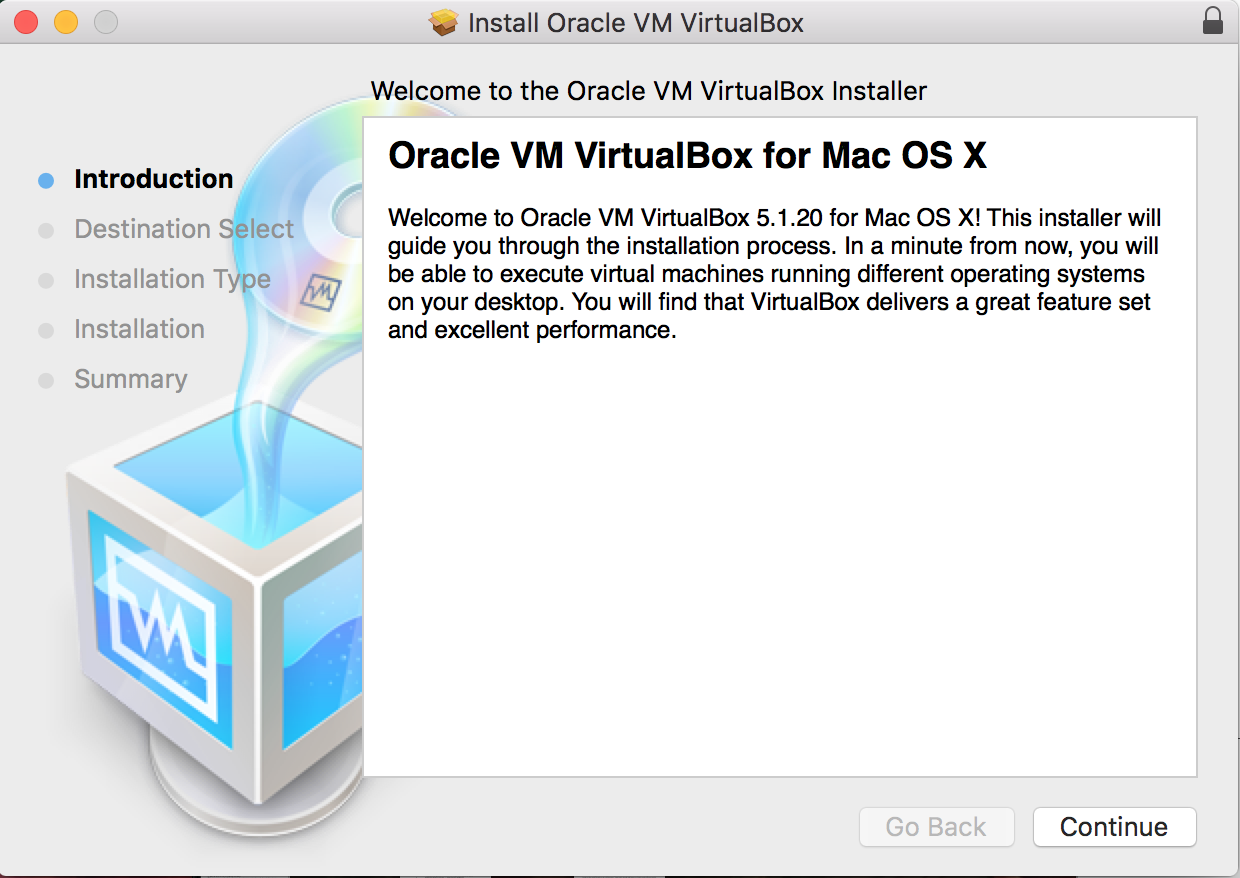 Install Oracle VM VirtualBox
Welcome to the Oracle VM VirtualBox Installer
Introduction
Destination Select
Installation Type
Installation
Summary
Oracle VM VirtualBox for Mac OS X
Welcome to Oracle VM VirtualBox 5.1.20 for Mac OS X! This installer will
guide you through the installation process. In a minute from now, you will
be able to execute virtual machines running different operating systems
on your desktop. You will find that VirtualBox delivers a great feature set
and excellent performance.
Go Back
Continue